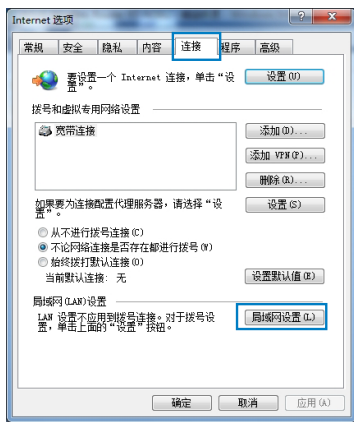 Internet 选项
常规 安全 隐私 内容 连接 程序 高级
要设置一个 Internet 连接，单击“设
置”。
设置(U)
拨号和虚拟专用网络设置
宽带连接
添加(D)...
添加 VPN(P)...
删除(R)...
如果要为连接配置代理服务器，请选择“设
置”。
设置(S)
从不进行拨号连接(C)
不论网络连接是否存在都进行拨号(W)
始终拨打默认连接(O)
当前默认连接: 无
设置默认值(E)
局域网(LAN)设置
LAN 设置不应用到拨号连接。对于拨号设
置，单击上面的“设置”按钮。
局域网设置(L)
确定 取消 应用(A)